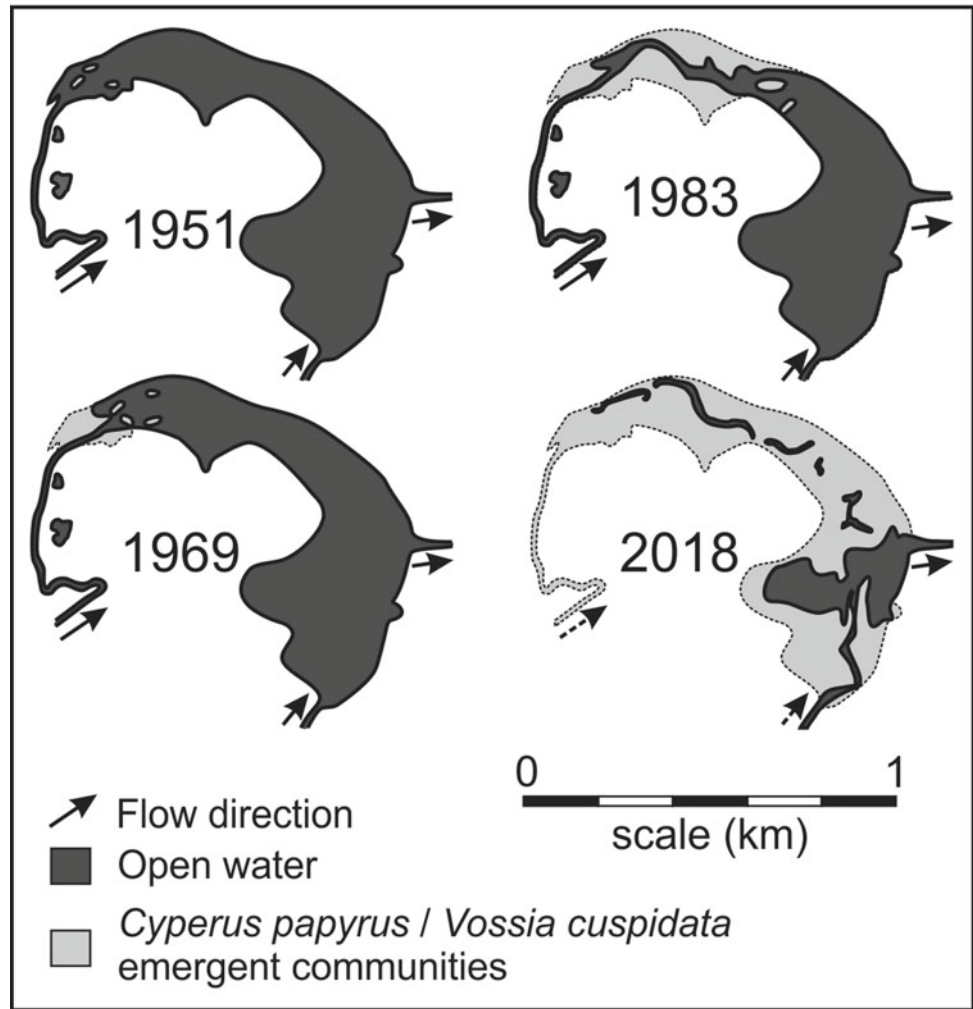 1951
1983
1969
2018
0 1
scale (km)
Flow direction
Open water
Cyperus papyrus / Vossia cuspidata
emergent communities